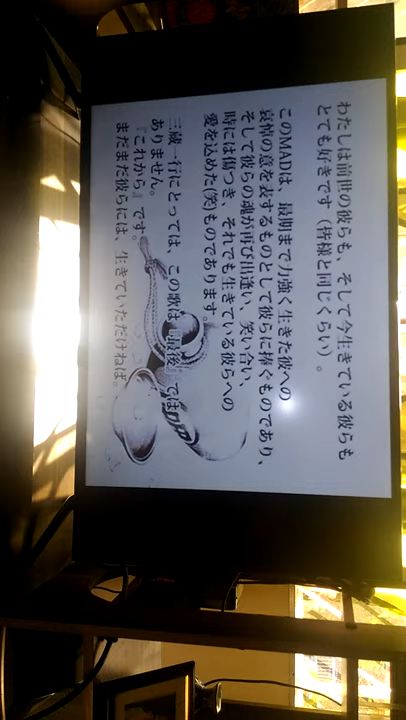 わたしは前世の彼らも、そして今生きている彼らも
とても好きです（皆様と同じくらい）。
このMADは、最期まで力強く生きた彼への
哀悼の意を表するものとして彼らに捧ぐものであり、
そして彼らの魂が再び出逢い、笑い合い、
時には傷つき、それでも生きている彼らへの
愛を込めた(笑)ものであります。
三蔵一行にとっては、この歌は『最後』では
ありません。
『これから』です。
まだまだ彼らには、生きていただけねば。